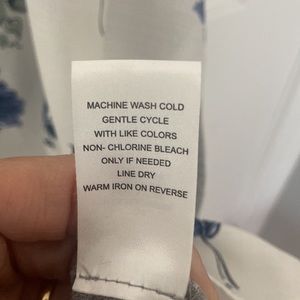 MACHINE WASH COLD
GENTLE CYCLE
WITH LIKE COLORS
NON- CHLORINE BLEACH
ONLY IF NEEDED
LINE DRY
WARM IRON ON REVERSE